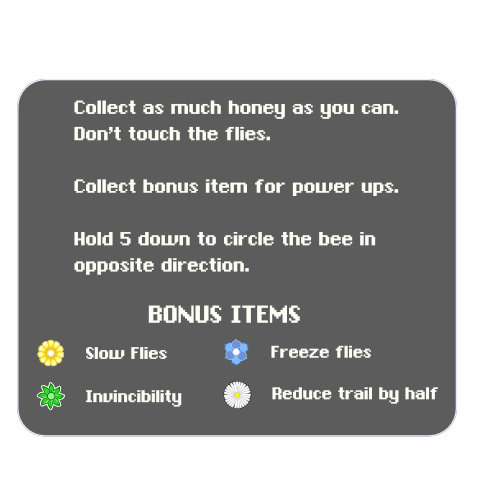 Collect as much honey as you can.
Don't touch the flies.
Collect bonus item for power ups.
Hold 5 down to circle the bee in
opposite direction.
BONUS ITEMS
Slow Flies
Freeze flies
Invincibility
Reduce trail by half